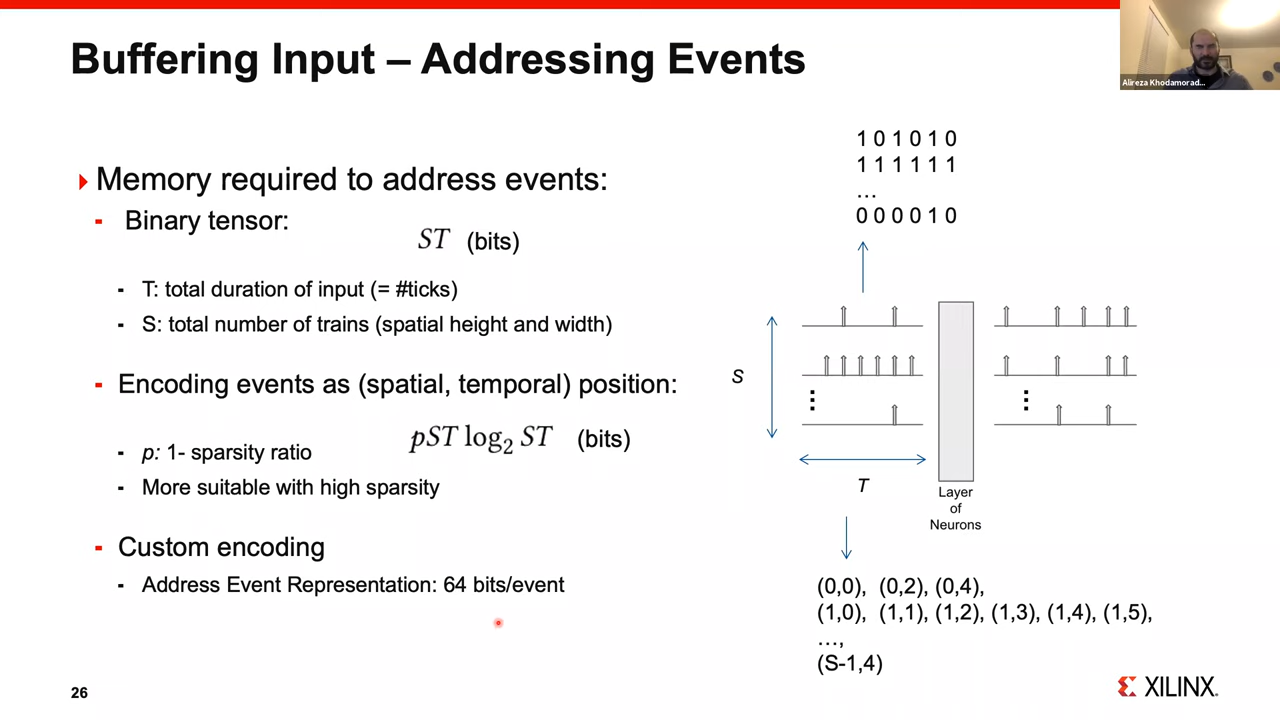 Buffering Input – Addressing Events
Alireza Khodamorad...
Memory required to address events:
- Binary tensor:
ST (bits)
- T: total duration of input (= #ticks)
- S: total number of trains (spatial height and width)
- Encoding events as (spatial, temporal) position:
pST log₂ ST (bits)
- p: 1- sparsity ratio
- More suitable with high sparsity
- Custom encoding
- Address Event Representation: 64 bits/event
1 0 1 0 1 0
1 1 1 1 1 1
...
0 0 0 0 1 0
S
T
Layer
of
Neurons
(0,0), (0,2), (0,4),
(1,0), (1,1), (1,2), (1,3), (1,4), (1,5),
...,
(S-1,4)
26
XILINX.